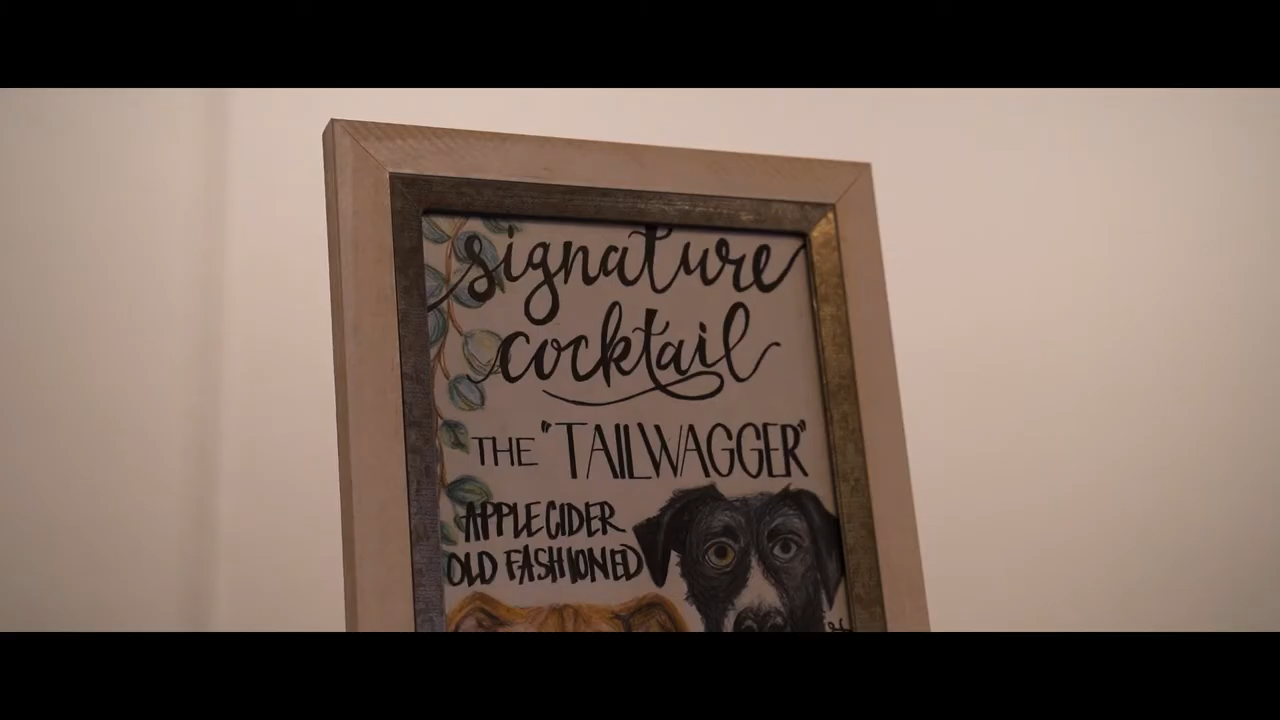 signature
cocktail
THE "TAILWAGGER"
APPLE CIDER
OLD FASHIONED